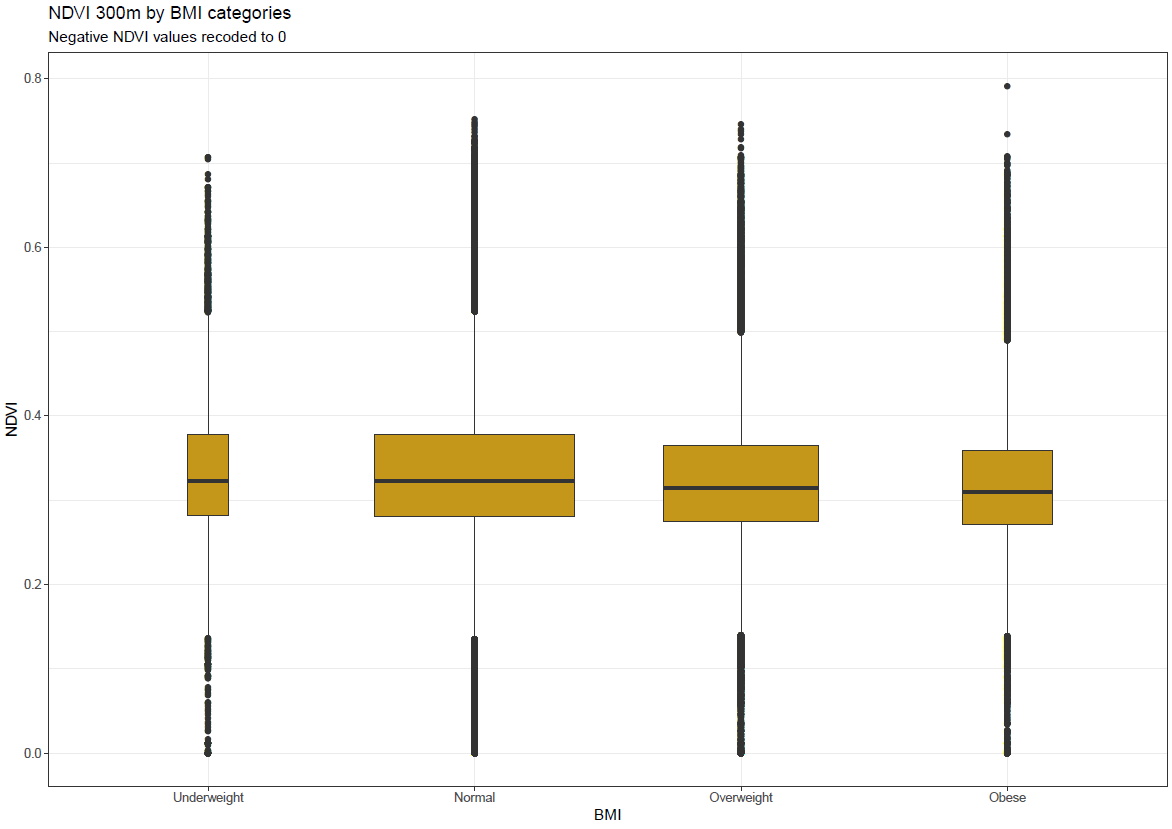 NDVI 300m by BMI categories
Negative NDVI values recoded to 0
0.8
0.6
0.4
0.2
0.0
NDVI
Underweight Normal Overweight Obese
BMI